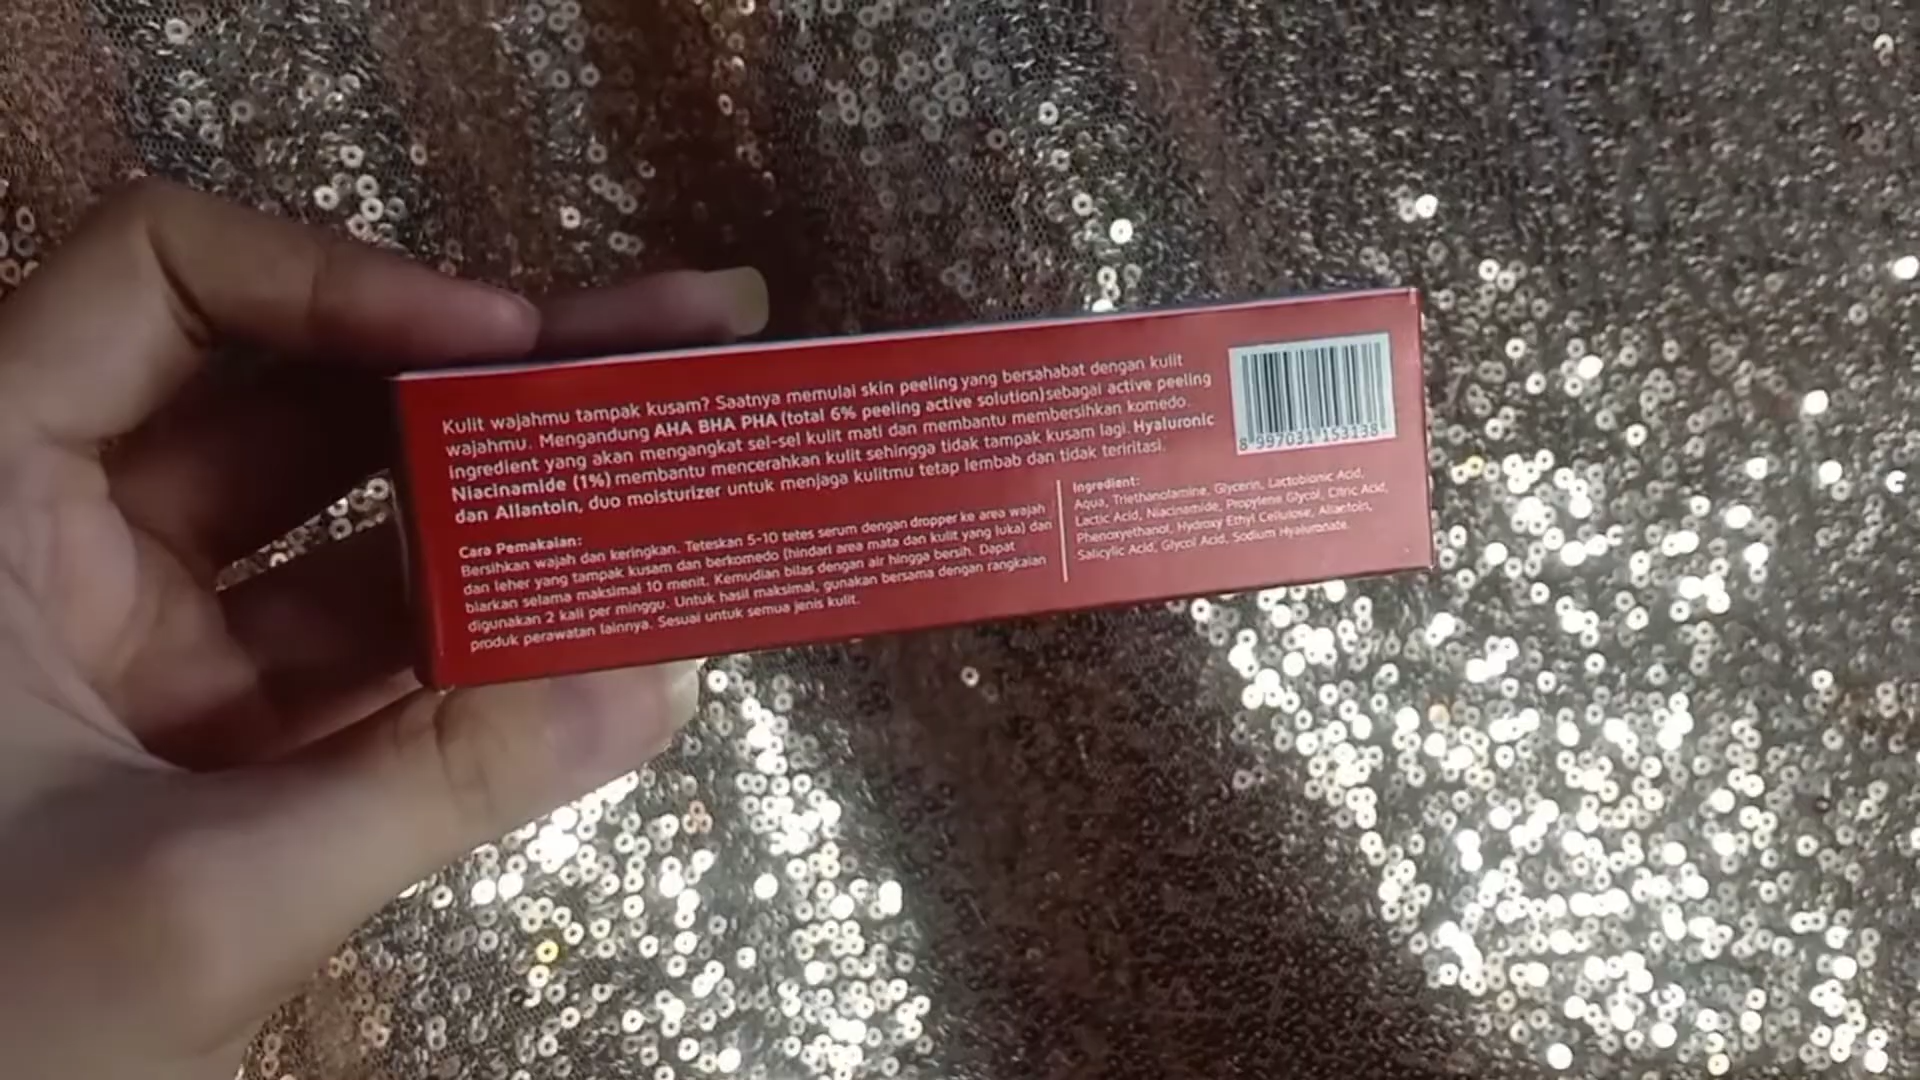 Kulit wajahmu tampak kusam? Saatnya memulai skin peeling yang bersahabat dengan kulit
wajahmu. Mengandung AHA BHA PHA (total 6% peeling active solution)sebagai active peeling
ingredient yang akan mengangkat sel-sel kulit mati dan membantu membersihkan komedo.
Niacinamide (1%) membantu mencerahkan kulit sehingga tidak tampak kusam lagi. Hyaluronic
dan Allantoin, duo moisturizer untuk menjaga kulitmu tetap lembab dan tidak teriritasi.
8 997031 153138
Cara Pemakaian:
Bersihkan wajah dan keringkan. Teteskan 5-10 tetes serum dengan dropper ke area wajah
dan leher yang tampak kusam dan berkomedo (hindari area mata dan kulit yang luka) dan
biarkan selama maksimal 10 menit. Kemudian bilas dengan air hingga bersih. Dapat
digunakan 2 kali per minggu. Untuk hasil maksimal, gunakan bersama dengan rangkaian
produk perawatan lainnya. Sesuai untuk semua jenis kulit.
Ingredient:
Aqua, Triethanolamine, Glycerin, Lactobionic Acid,
Lactic Acid, Niacinamide, Propylene Glycol, Citric Acid,
Phenoxyethanol, Hydroxy Ethyl Cellulose, Allantoin,
Salicylic Acid, Glycol Acid, Sodium Hyaluronate.